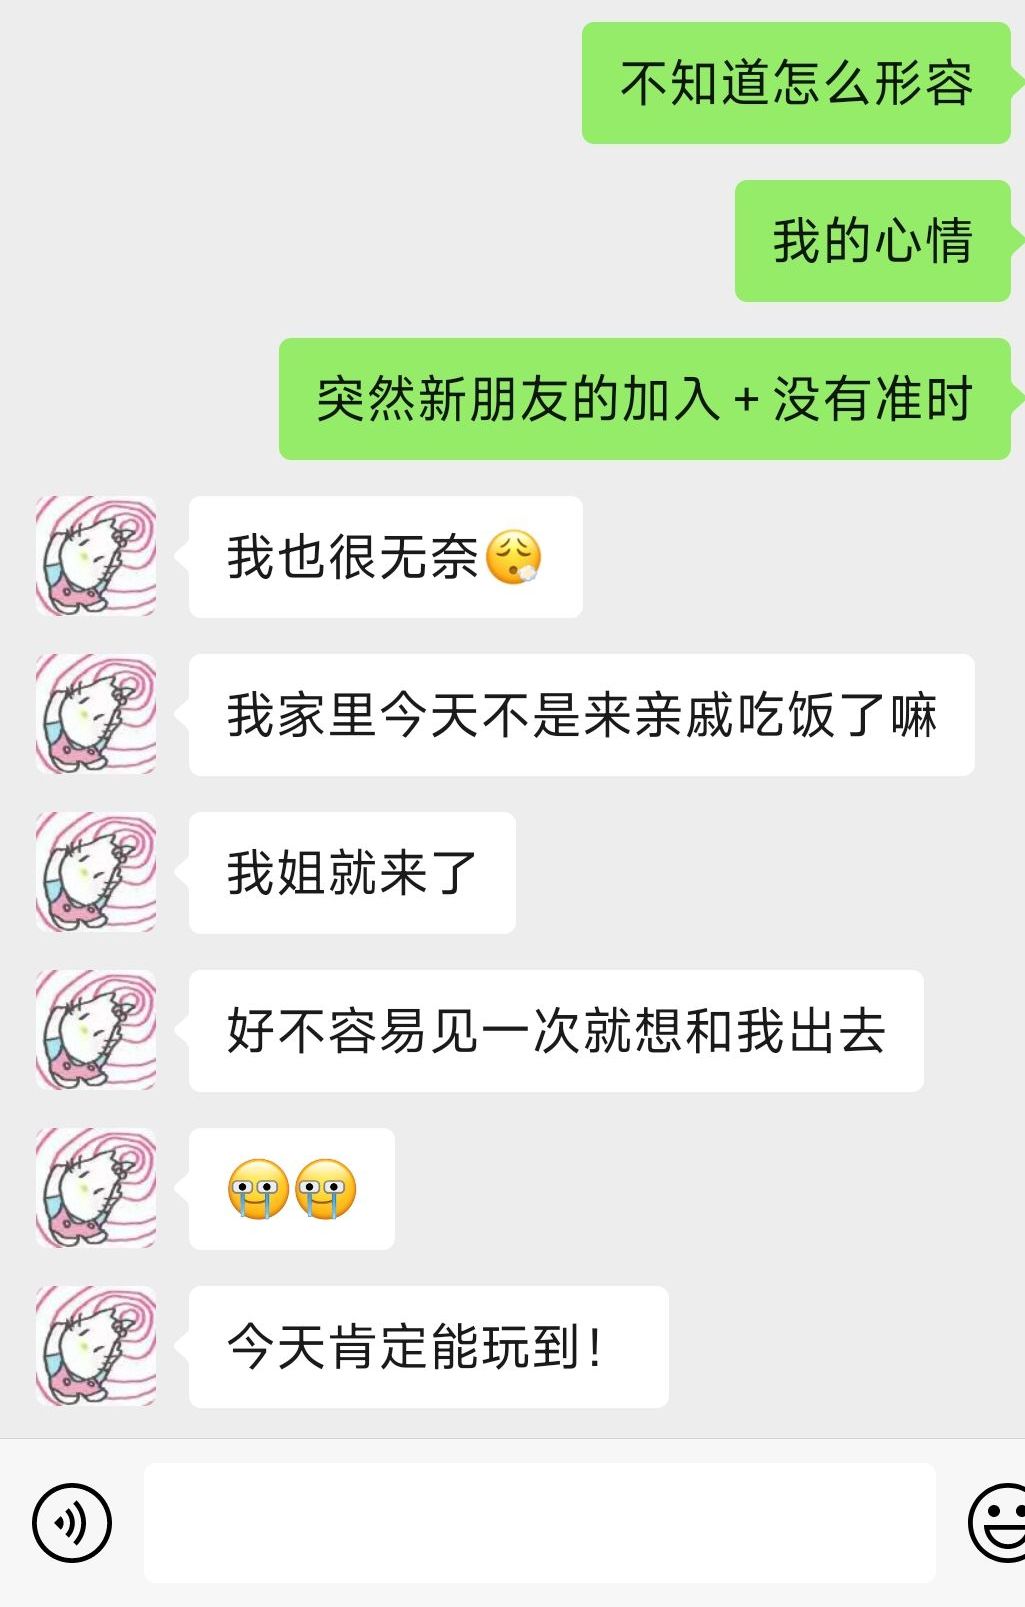 不知道怎么形容
我的心情
突然新朋友的加入+没有准时
我也很无奈😮‍💨
我家里今天不是来亲戚吃饭了嘛
我姐就来了
好不容易见一次就想和我出去
今天肯定能玩到！